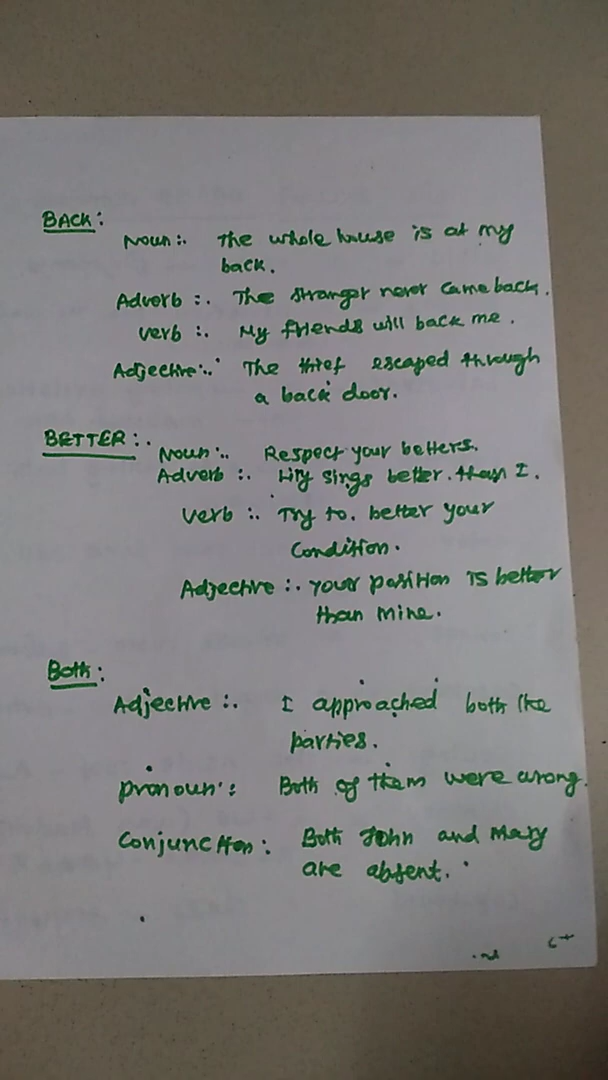 BACK:
Noun:. The whole house is at my
back.
Adverb:. The stranger never came back.
verb:. My friends will back me.
Adjective:. The thief escaped through
a back door.
BETTER:.
Noun:. Respect your betters.
Adverb:. sings better. than I.
verb:. Try to. better your
Condition.
Adjective:. your position is better
than mine.
Both:
Adjective:. I approached both the
parties.
pronoun: Both of them were wrong.
Conjunction: Both John and Mary
are absent.